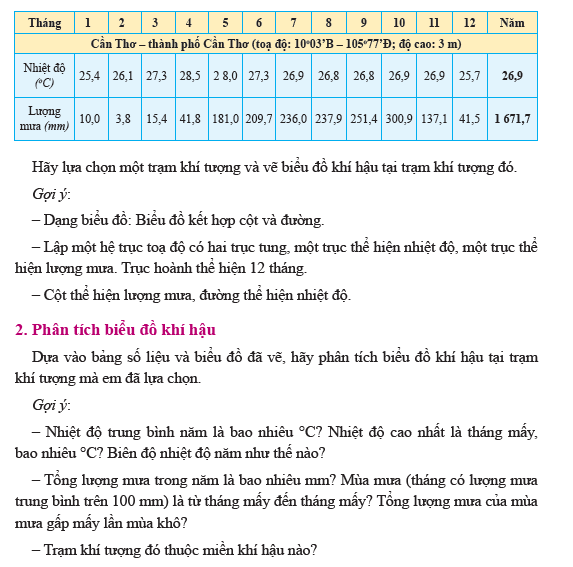 Tháng 1 2 3 4 5 6 7 8 9 10 11 12 Năm
Cần Thơ – thành phố Cần Thơ (toạ độ: 10º03’B – 105º77’Đ; độ cao: 3 m)
Nhiệt độ (ºC) 25,4 26,1 27,3 28,5 2 8,0 27,3 26,9 26,8 26,8 26,9 26,9 25,7 26,9
Lượng mưa (mm) 10,0 3,8 15,4 41,8 181,0 209,7 236,0 237,9 251,4 300,9 137,1 41,5 1 671,7
Hãy lựa chọn một trạm khí tượng và vẽ biểu đồ khí hậu tại trạm khí tượng đó.
Gợi ý:
– Dạng biểu đồ: Biểu đồ kết hợp cột và đường.
– Lập một hệ trục toạ độ có hai trục tung, một trục thể hiện nhiệt độ, một trục thể
hiện lượng mưa. Trục hoành thể hiện 12 tháng.
– Cột thể hiện lượng mưa, đường thể hiện nhiệt độ.
2. Phân tích biểu đồ khí hậu
Dựa vào bảng số liệu và biểu đồ đã vẽ, hãy phân tích biểu đồ khí hậu tại trạm
khí tượng mà em đã lựa chọn.
Gợi ý:
– Nhiệt độ trung bình năm là bao nhiêu °C? Nhiệt độ cao nhất là tháng mấy,
bao nhiêu °C? Biên độ nhiệt độ năm như thế nào?
– Tổng lượng mưa trong năm là bao nhiêu mm? Mùa mưa (tháng có lượng mưa
trung bình trên 100 mm) là từ tháng mấy đến tháng mấy? Tổng lượng mưa của mùa
mưa gấp mấy lần mùa khô?
– Trạm khí tượng đó thuộc miền khí hậu nào?